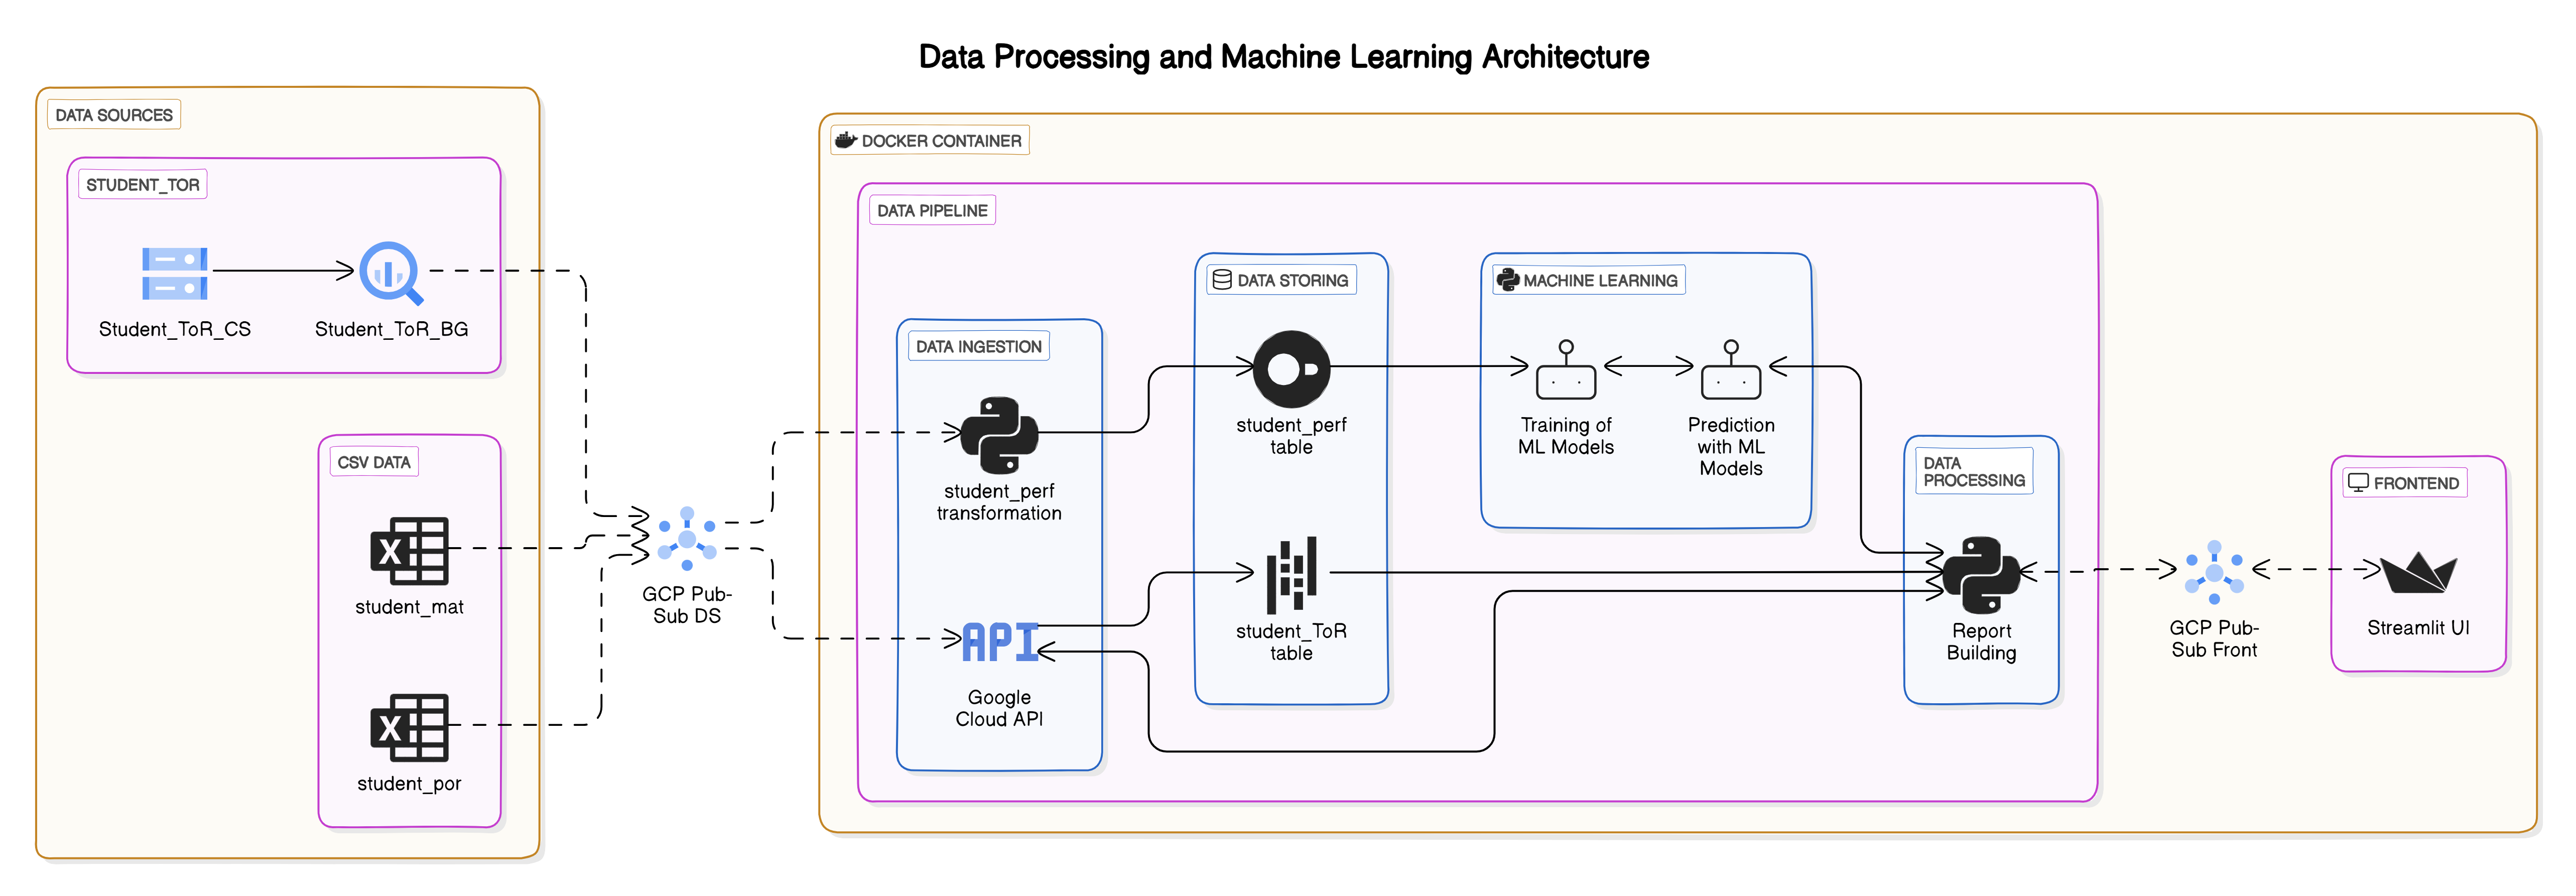 Data Processing and Machine Learning Architecture
DATA SOURCES
STUDENT_TOR
Student_ToR_CS
Student_ToR_BG
CSV DATA
X
student_mat
X
student_por
GCP Pub-
Sub DS
DOCKER CONTAINER
DATA PIPELINE
DATA INGESTION
student_perf
transformation
API
Google
Cloud API
DATA STORING
student_perf
table
student_ToR
table
MACHINE LEARNING
Training of
ML Models
Prediction
with ML
Models
DATA
PROCESSING
Report
Building
GCP Pub-
Sub Front
FRONTEND
Streamlit UI